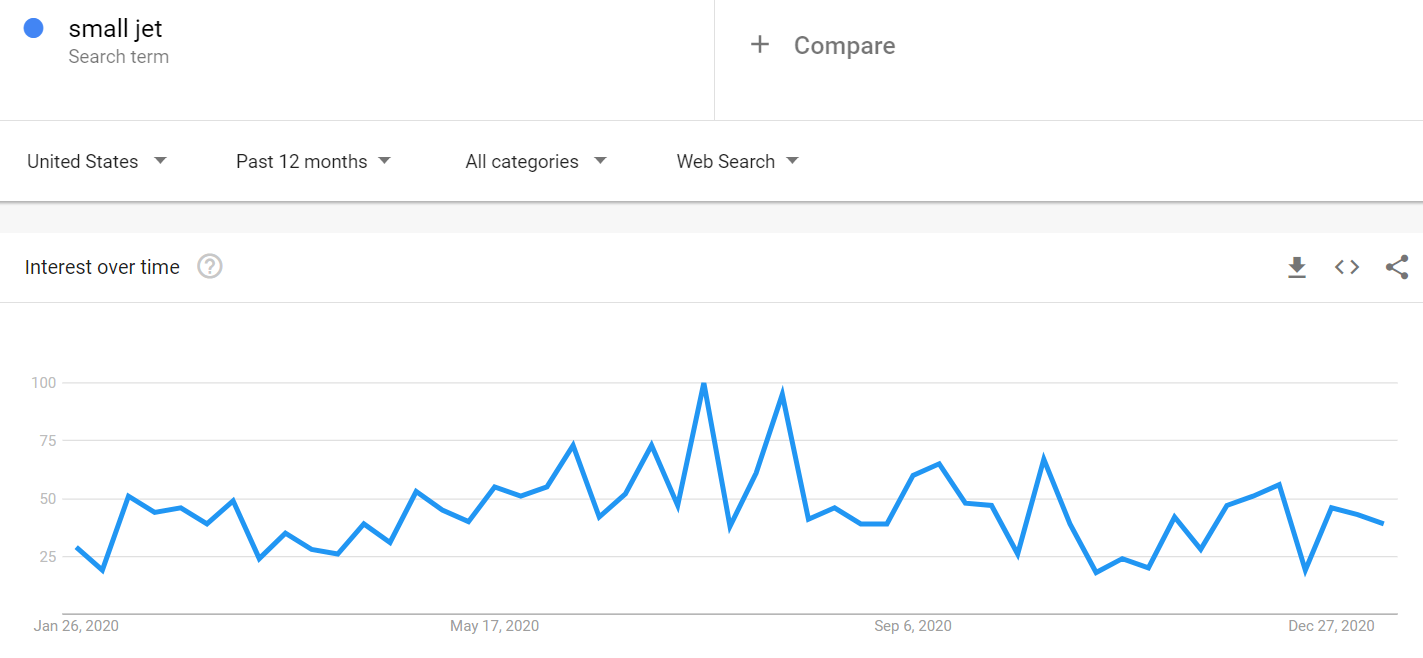 small jet
Search term
+ Compare
United States Past 12 months All categories Web Search
Interest over time ?
100
75
50
25
Jan 26, 2020 May 17, 2020 Sep 6, 2020 Dec 27, 2020